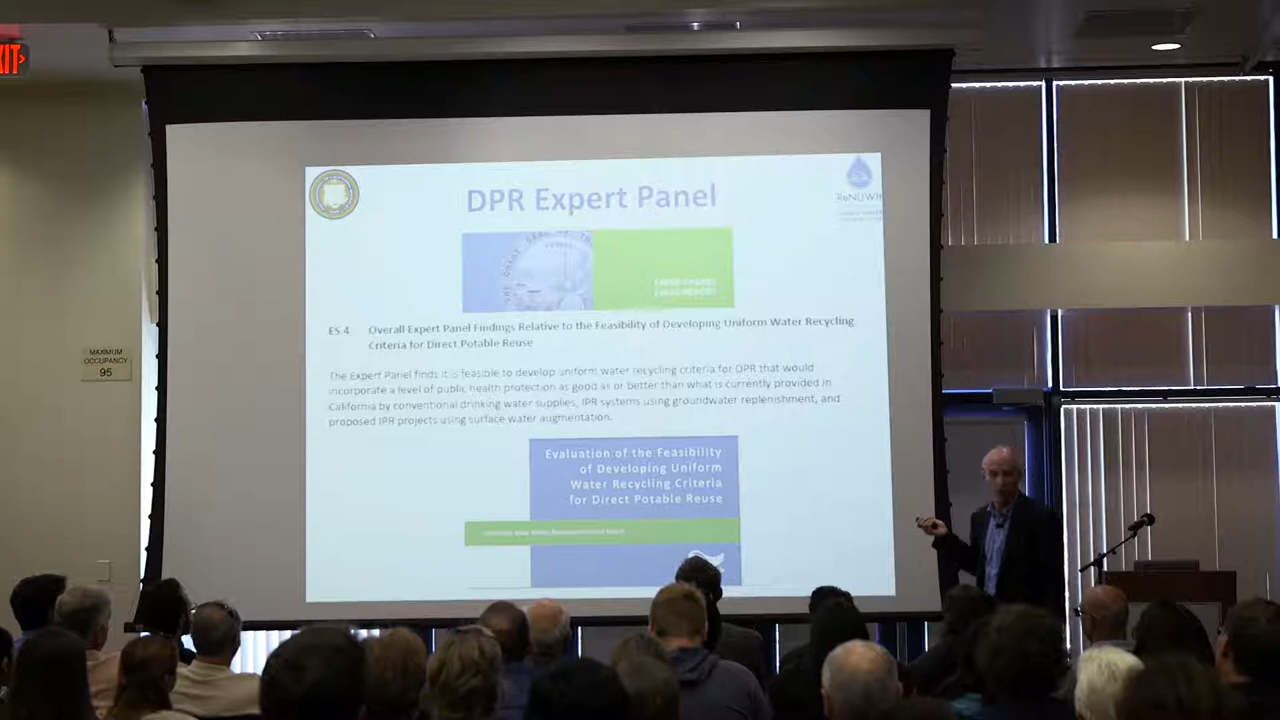 EXIT
DPR Expert Panel
ReNUWIt
ES.4 Overall Expert Panel Findings Relative to the Feasibility of Developing Uniform Water Recycling
Criteria for Direct Potable Reuse
The Expert Panel finds it is feasible to develop uniform water recycling criteria for DPR that would
incorporate a level of public health protection as good as or better than what is currently provided in
California by conventional drinking water supplies, IPR systems using groundwater replenishment, and
proposed IPR projects using surface water augmentation.
MAXIMUM
OCCUPANCY
95
Evaluation of the Feasibility
of Developing Uniform
Water Recycling Criteria
for Direct Potable Reuse